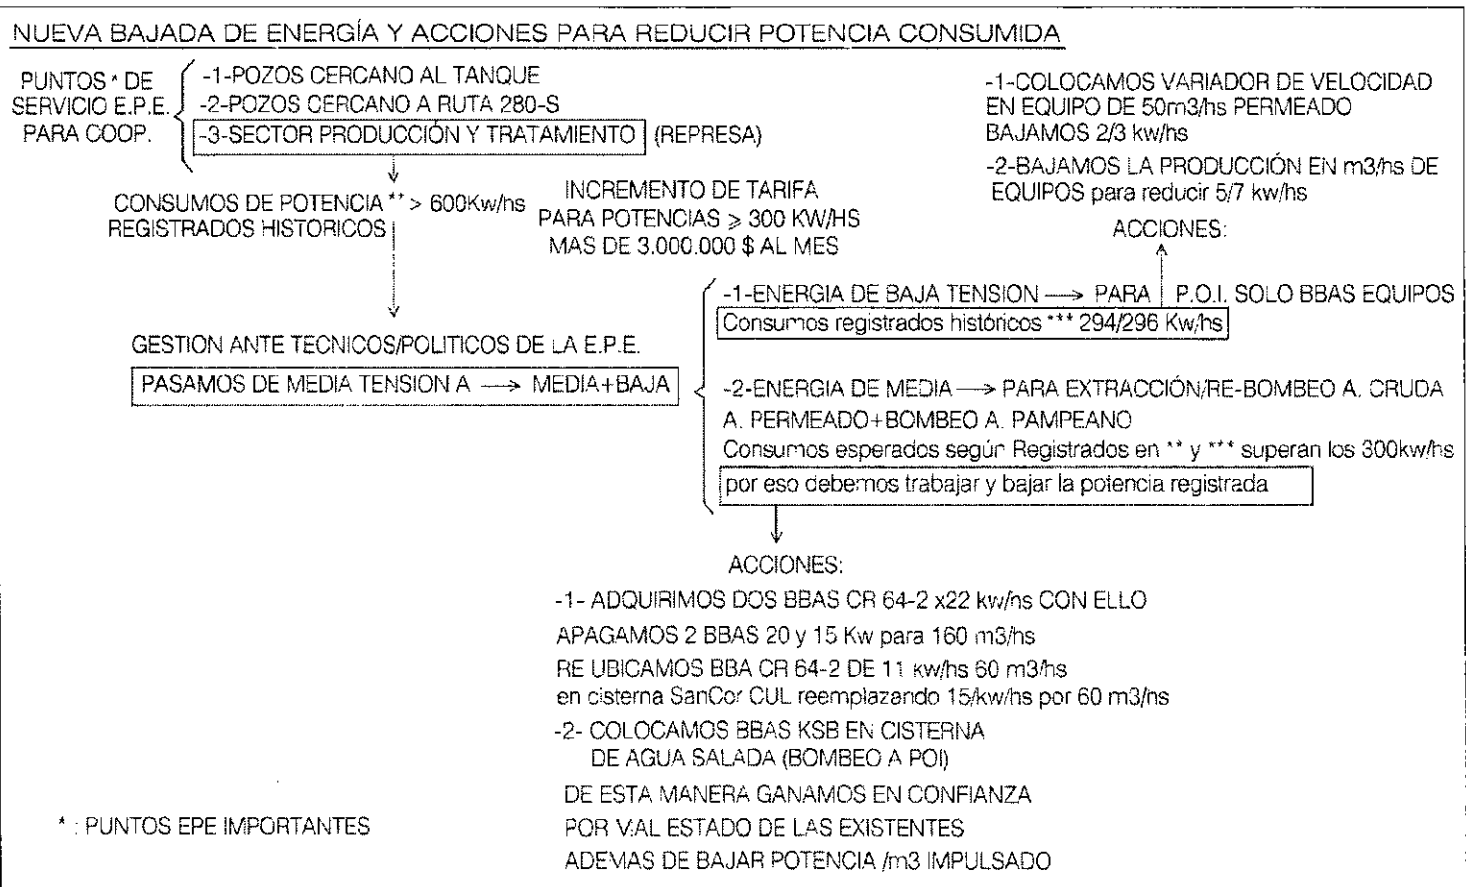 NUEVA BAJADA DE ENERGÍA Y ACCIONES PARA REDUCIR POTENCIA CONSUMIDA
PUNTOS * DE
SERVICIO E.P.E.
PARA COOP.
-1-POZOS CERCANO AL TANQUE
-2-POZOS CERCANO A RUTA 280-S
-3-SECTOR PRODUCCIÓN Y TRATAMIENTO (REPRESA)
CONSUMOS DE POTENCIA ** > 600Kw/hs
REGISTRADOS HISTORICOS
INCREMENTO DE TARIFA
PARA POTENCIAS ⩾ 300 KW/HS
MAS DE 3.000.000 $ AL MES
-1-COLOCAMOS VARIADOR DE VELOCIDAD
EN EQUIPO DE 50m3/hs PERMEADO
BAJAMOS 2/3 kw/hs
-2-BAJAMOS LA PRODUCCIÓN EN m3/hs DE
EQUIPOS para reducir 5/7 kw/hs
ACCIONES:
GESTION ANTE TECNICOS/POLITICOS DE LA E.P.E.
PASAMOS DE MEDIA TENSION A → MEDIA+BAJA
-1-ENERGIA DE BAJA TENSION → PARA P.O.I. SOLO BBAS EQUIPOS
Consumos registrados históricos *** 294/296 Kw/hs
-2-ENERGIA DE MEDIA → PARA EXTRACCIÓN/RE-BOMBEO A. CRUDA
A. PERMEADO+BOMBEO A. PAMPEANO
Consumos esperados según Registrados en ** y *** superan los 300kw/hs
por eso debemos trabajar y bajar la potencia registrada
ACCIONES:
-1- ADQUIRIMOS DOS BBAS CR 64-2 x22 kw/hs CON ELLO
APAGAMOS 2 BBAS 20 y 15 Kw para 160 m3/hs
RE UBICAMOS BBA CR 64-2 DE 11 kw/hs 60 m3/hs
en cisterna SanCor CUL reemplazando 15/kw/hs por 60 m3/hs
-2- COLOCAMOS BBAS KSB EN CISTERNA
DE AGUA SALADA (BOMBEO A POI)
DE ESTA MANERA GANAMOS EN CONFIANZA
POR MAL ESTADO DE LAS EXISTENTES
ADEMAS DE BAJAR POTENCIA /m3 IMPULSADO
* : PUNTOS EPE IMPORTANTES